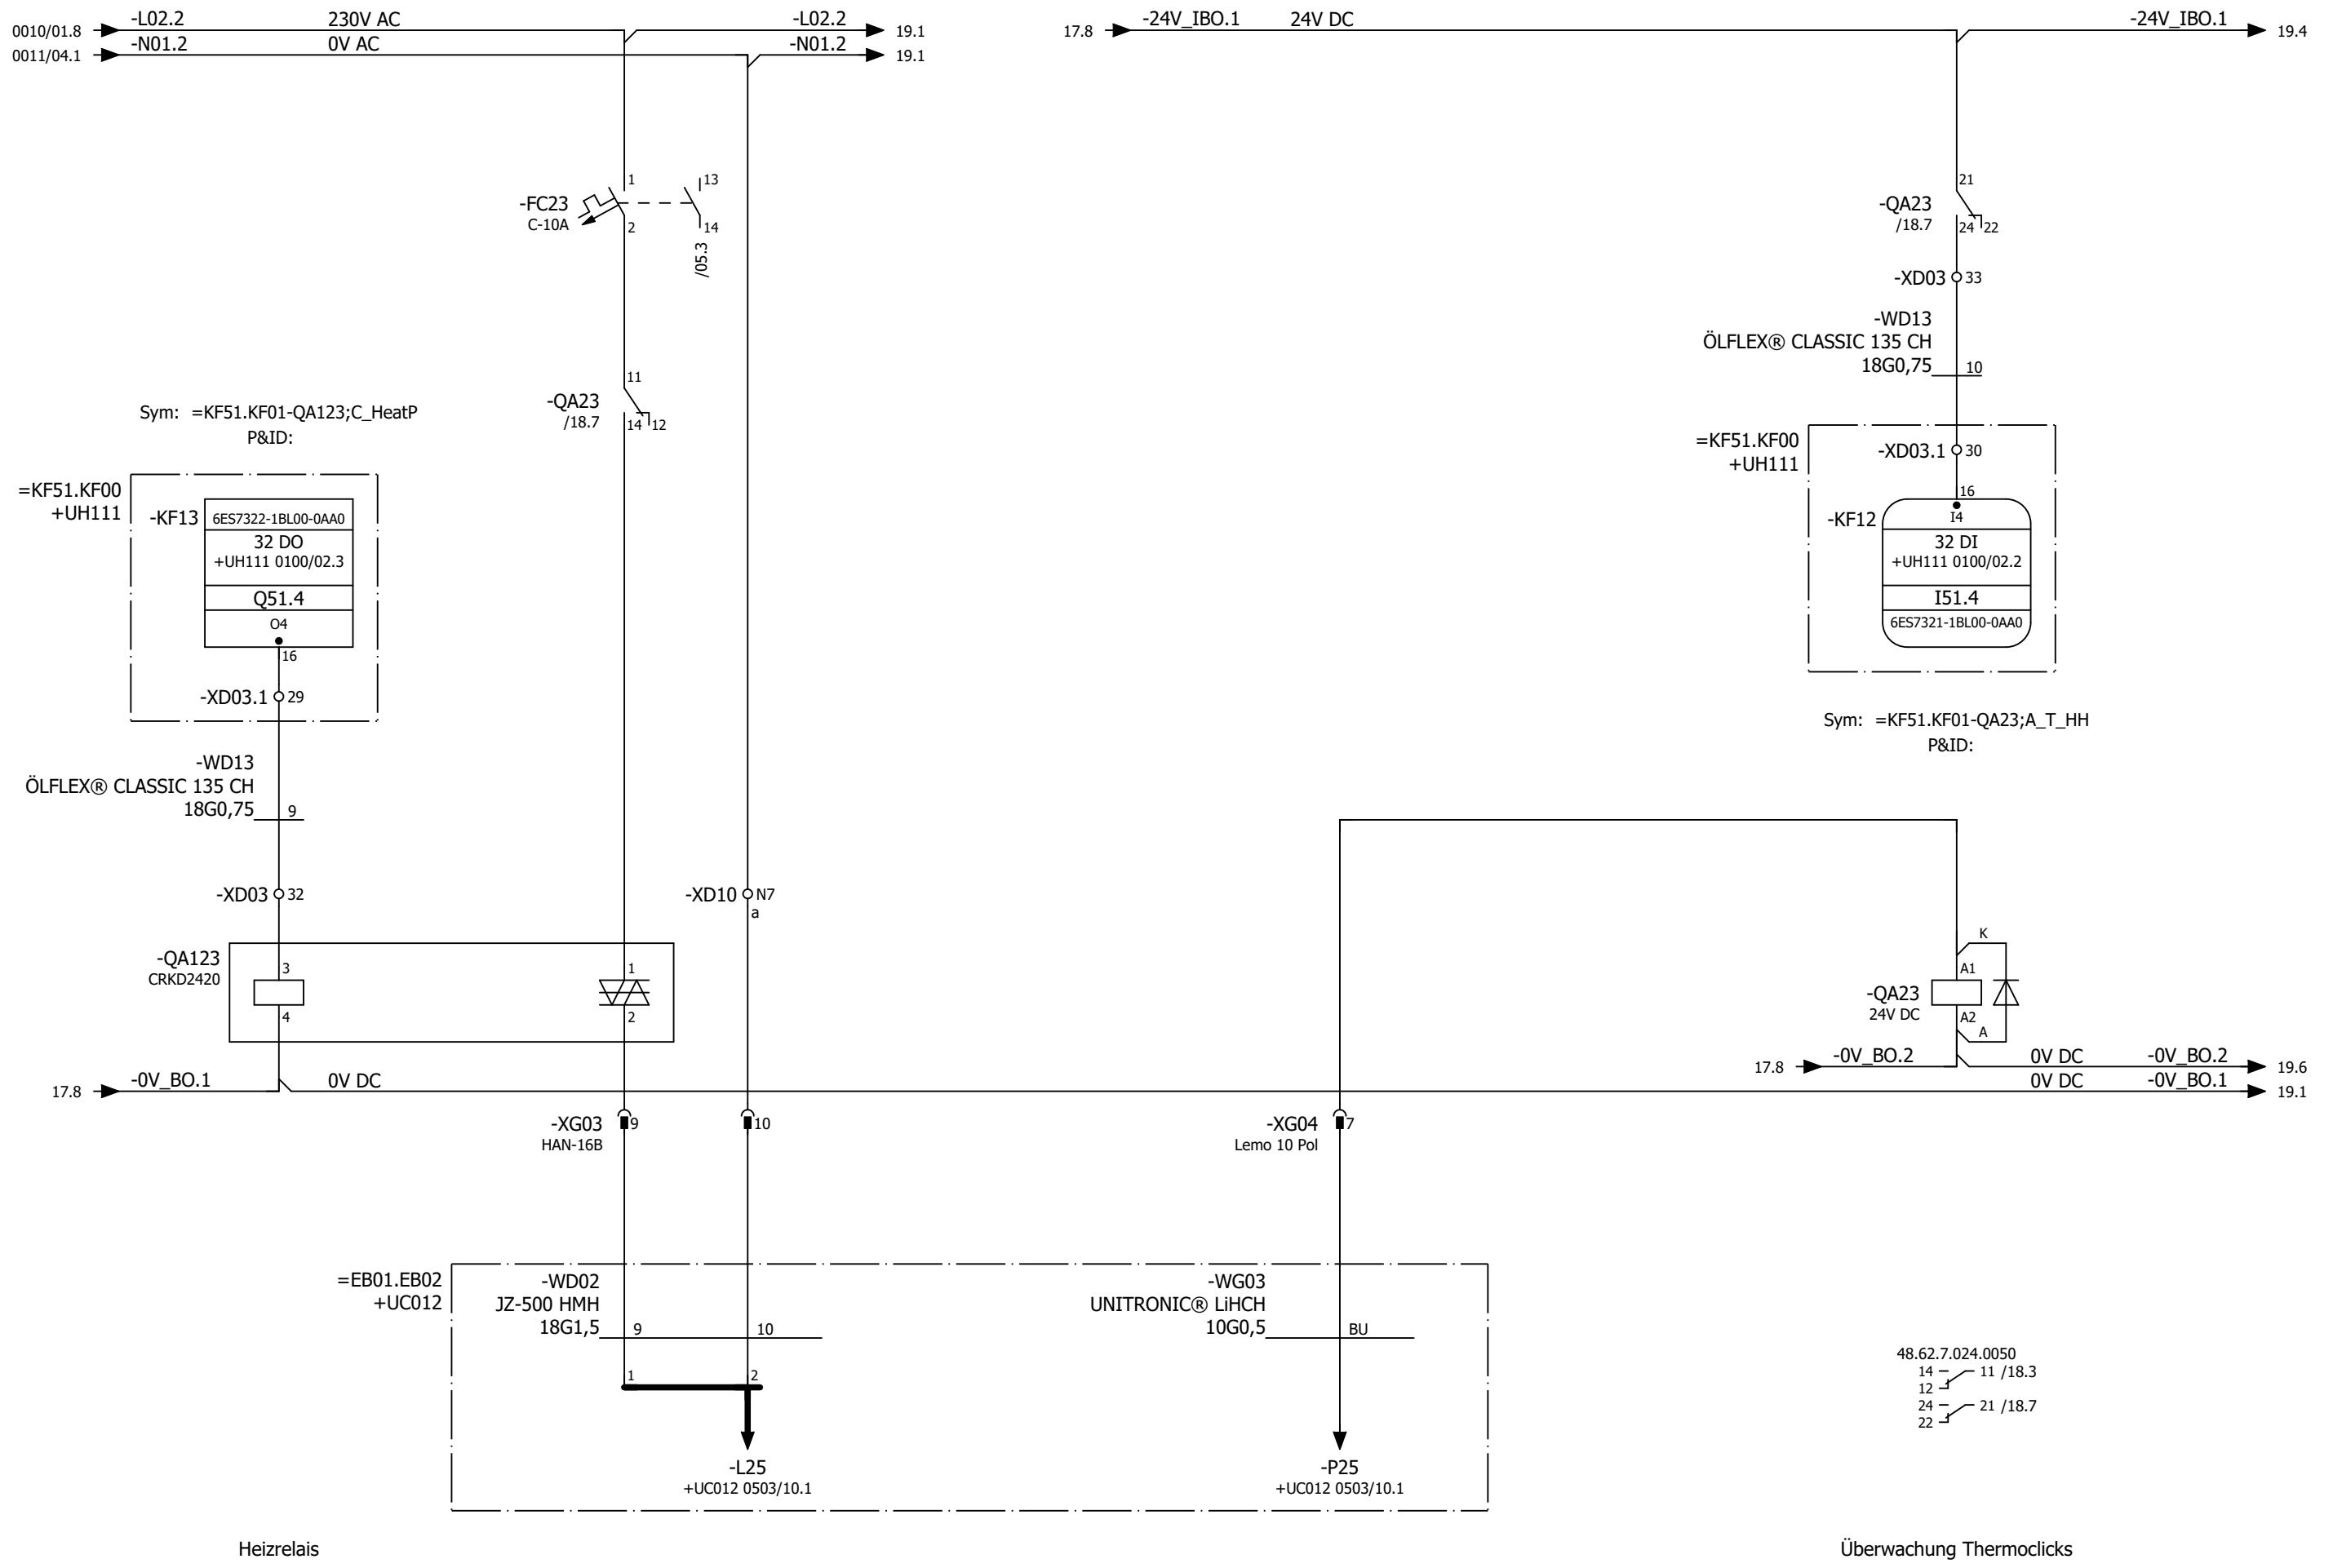 0010/01.8
-L02.2
230V AC
-L02.2
19.1
0011/04.1
-N01.2
0V AC
-N01.2
19.1
17.8
-24V_IBO.1
24V DC
-24V_IBO.1
19.4
-FC23
C-10A
1
2
13
14
/05.3
-QA23
/18.7
11
14
12
-QA23
/18.7
21
24
22
-XD03
33
-WD13
ÖLFLEX® CLASSIC 135 CH
18G0,75
10
=KF51.KF00
+UH111
-XD03.1
30
16
-KF12
I4
32 DI
+UH111 0100/02.2
I51.4
6ES7321-1BL00-0AA0
Sym: =KF51.KF01-QA23;A_T_HH
P&ID:
Sym: =KF51.KF01-QA123;C_HeatP
P&ID:
=KF51.KF00
+UH111
-KF13
6ES7322-1BL00-0AA0
32 DO
+UH111 0100/02.3
Q51.4
O4
16
-XD03.1
29
-WD13
ÖLFLEX® CLASSIC 135 CH
18G0,75
9
-XD03
32
-XD10
N7
a
-QA123
CRKD2420
3
4
1
2
-QA23
24V DC
K
A1
A2
A
17.8
-0V_BO.2
0V DC
-0V_BO.2
19.6
17.8
-0V_BO.1
0V DC
0V DC
-0V_BO.1
19.1
-XG03
HAN-16B
9
10
-XG04
Lemo 10 Pol
7
=EB01.EB02
+UC012
-WD02
JZ-500 HMH
18G1,5
9
10
1
2
-WG03
UNITRONIC® LiHCH
10G0,5
BU
-L25
+UC012 0503/10.1
-P25
+UC012 0503/10.1
48.62.7.024.0050
14
11 /18.3
12
24
21 /18.7
22
Heizrelais
Überwachung Thermoclicks